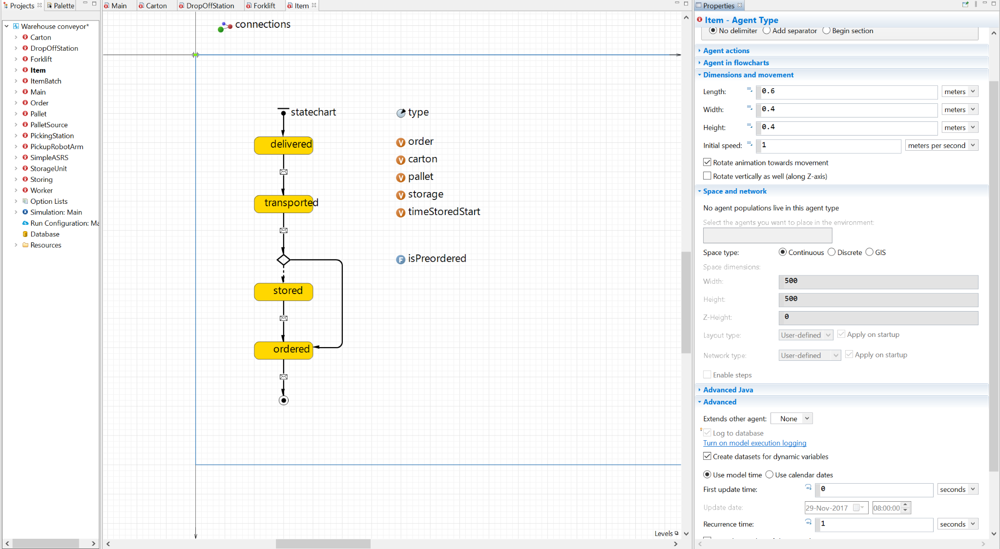 Projects
Palette
Warehouse conveyor*
Carton
DropOffStation
Forklift
Item
ItemBatch
Main
Order
Pallet
PalletSource
PickingStation
PickupRobotArm
SimpleASRS
StorageUnit
Storing
Worker
Option Lists
Simulation: Main
Run Configuration: Ma
Database
Resources
Main
Carton
DropOffStation
Forklift
Item
connections
statechart
delivered
transported
stored
ordered
type
order
carton
pallet
storage
timeStoredStart
isPreordered
Levels
Properties
Item - Agent Type
No delimiter Add separator Begin section
Agent actions
Agent in flowcharts
Dimensions and movement
Length: 0.6 meters
Width: 0.4 meters
Height: 0.4 meters
Initial speed: 1 meters per second
Rotate animation towards movement
Rotate vertically as well (along Z-axis)
Space and network
No agent populations live in this agent type
Select the agents you want to place in the environment:
Space type: Continuous Discrete GIS
Space dimensions:
Width: 500
Height: 500
Z-Height: 0
Layout type: User-defined Apply on startup
Network type: User-defined Apply on startup
Enable steps
Advanced Java
Advanced
Extends other agent: None
Log to database
Turn on model execution logging
Create datasets for dynamic variables
Use model time Use calendar dates
First update time: 0 seconds
Update date: 29-Nov-2017 08:00:00
Recurrence time: 1 seconds